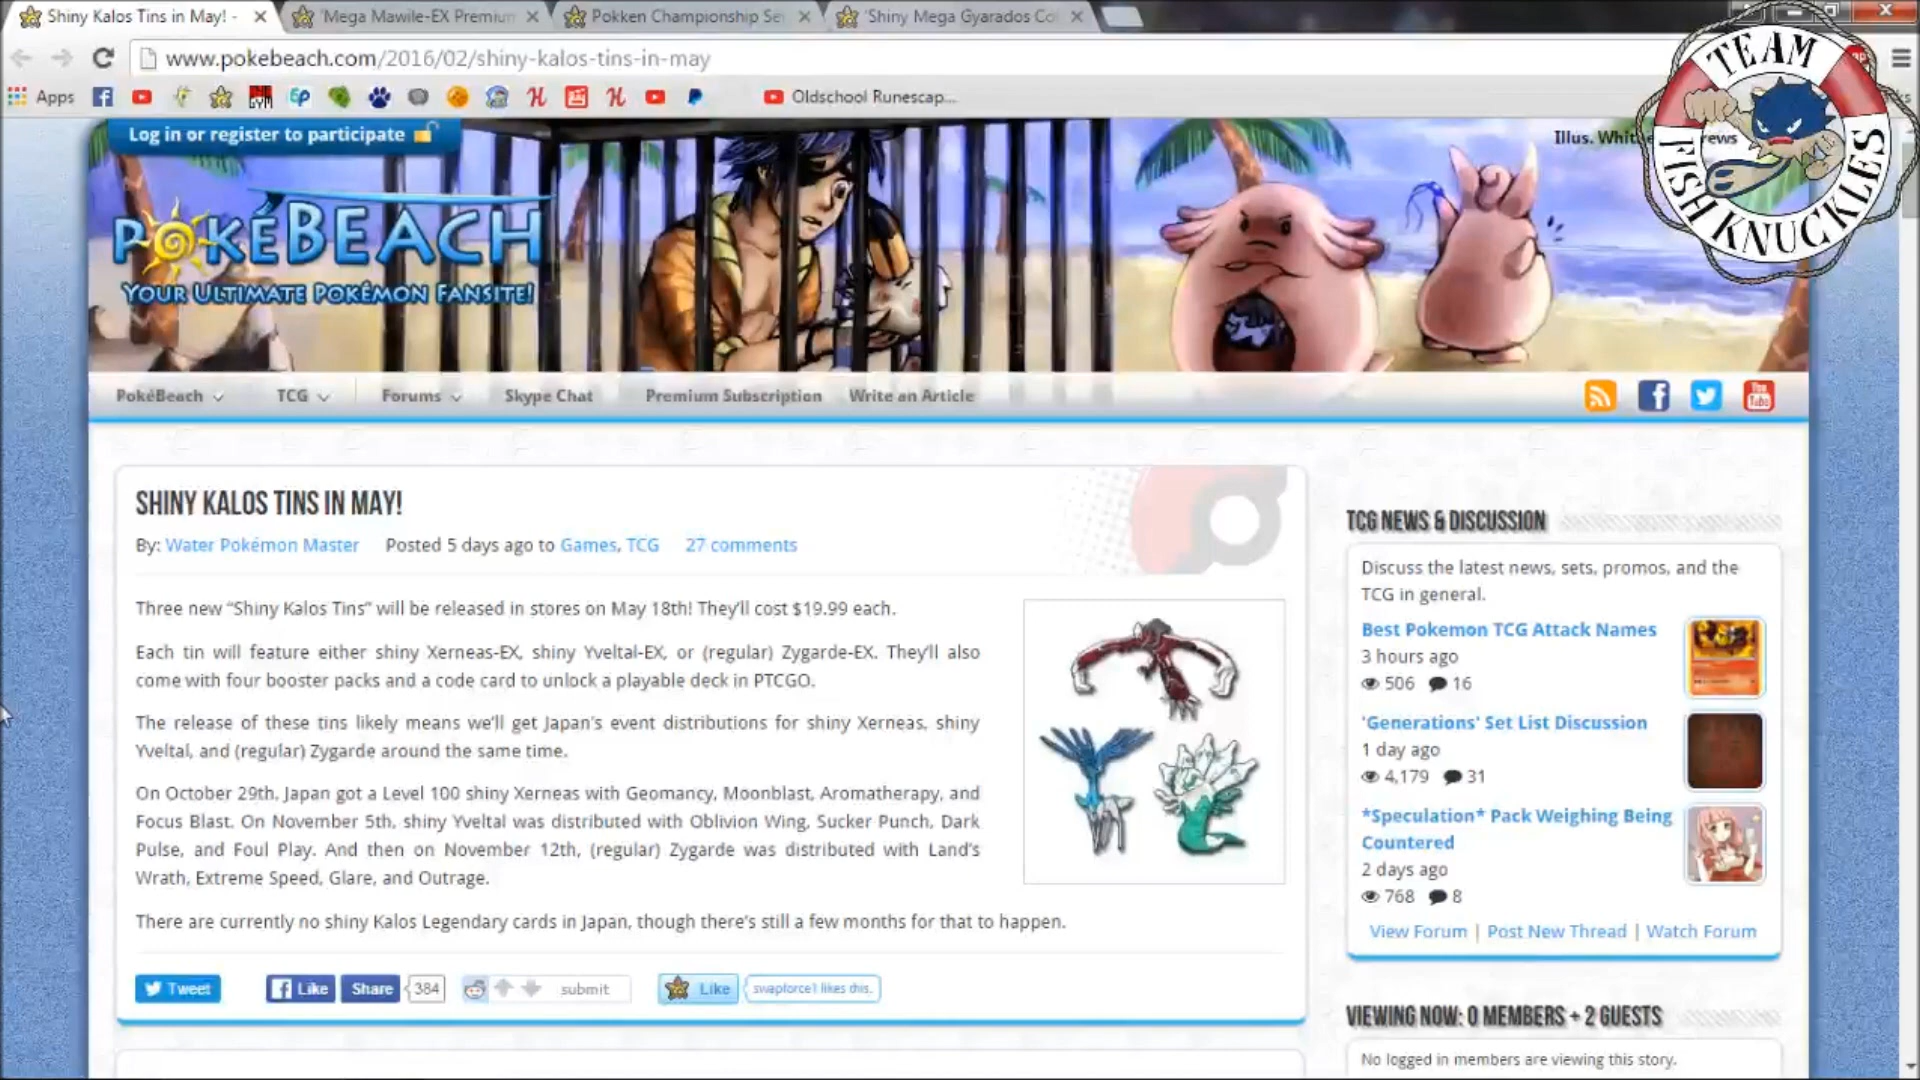 Shiny Kalos Tins in May! -
'Mega Mawile-EX Premium
Pokken Championship Se
'Shiny Mega Gyarados Co
www.pokebeach.com/2016/02/shiny-kalos-tins-in-may
Apps
Oldschool Runescap...
TEAM FISH KNUCKLES
Log in or register to participate
Illus.
POKÉBEACH
YOUR ULTIMATE POKÉMON FANSITE!
PokéBeach TCG Forums Skype Chat Premium Subscription Write an Article
SHINY KALOS TINS IN MAY!
By: Water Pokémon Master Posted 5 days ago to Games, TCG 27 comments
Three new “Shiny Kalos Tins” will be released in stores on May 18th! They’ll cost $19.99 each.
Each tin will feature either shiny Xerneas-EX, shiny Yveltal-EX, or (regular) Zygarde-EX. They’ll also
come with four booster packs and a code card to unlock a playable deck in PTCGO.
The release of these tins likely means we’ll get Japan’s event distributions for shiny Xerneas, shiny
Yveltal, and (regular) Zygarde around the same time.
On October 29th, Japan got a Level 100 shiny Xerneas with Geomancy, Moonblast, Aromatherapy, and
Focus Blast. On November 5th, shiny Yveltal was distributed with Oblivion Wing, Sucker Punch, Dark
Pulse, and Foul Play. And then on November 12th, (regular) Zygarde was distributed with Land’s
Wrath, Extreme Speed, Glare, and Outrage.
There are currently no shiny Kalos Legendary cards in Japan, though there’s still a few months for that to happen.
Tweet Like Share 384 submit Like swapforce1 likes this.
TCG NEWS & DISCUSSION
Discuss the latest news, sets, promos, and the
TCG in general.
Best Pokemon TCG Attack Names
3 hours ago
506 16
'Generations' Set List Discussion
1 day ago
4,179 31
*Speculation* Pack Weighing Being
Countered
2 days ago
768 8
View Forum | Post New Thread | Watch Forum
VIEWING NOW: 0 MEMBERS + 2 GUESTS
No logged in members are viewing this story.